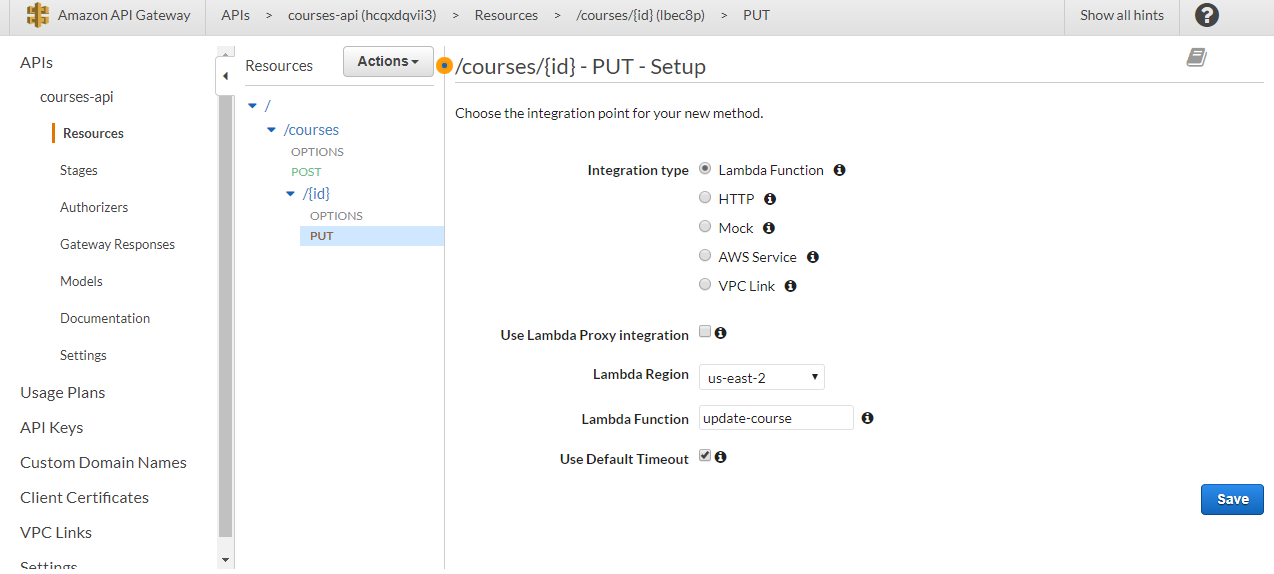 Amazon API Gateway APIs > courses-api (hcqxdqvii3) > Resources > /courses/{id} (lbec8p) > PUT Show all hints ?
APIs
courses-api
Resources
Stages
Authorizers
Gateway Responses
Models
Documentation
Settings
Usage Plans
API Keys
Custom Domain Names
Client Certificates
VPC Links
Settings
Resources Actions
/
/courses
OPTIONS
POST
/{id}
OPTIONS
PUT
/courses/{id} - PUT - Setup
Choose the integration point for your new method.
Integration type Lambda Function
HTTP
Mock
AWS Service
VPC Link
Use Lambda Proxy integration
Lambda Region us-east-2
Lambda Function update-course
Use Default Timeout
Save